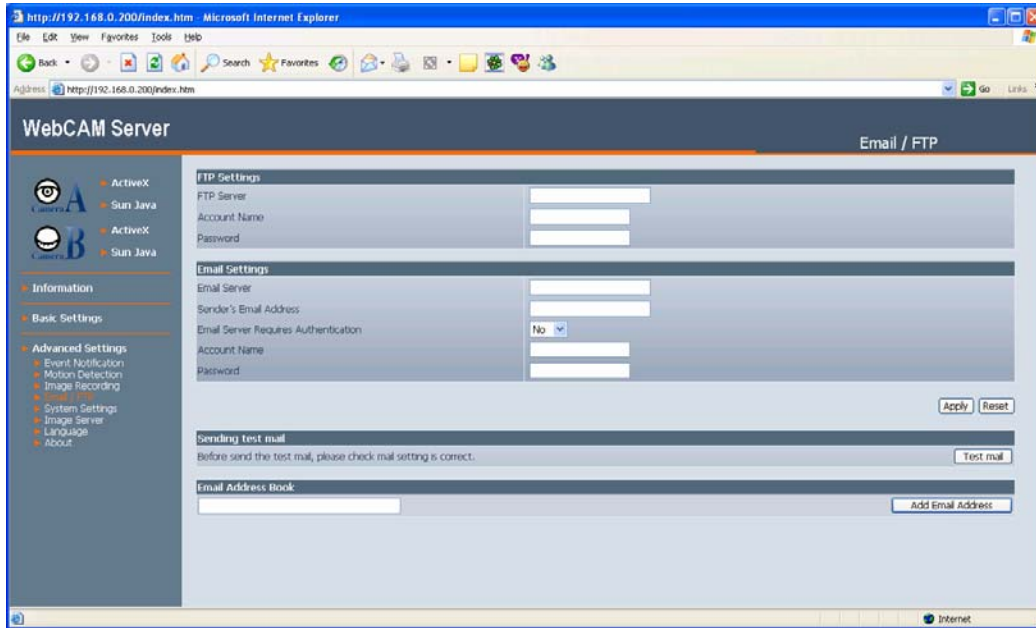 http://192.168.0.200/index.htm - Microsoft Internet Explorer
File Edit View Favorites Tools Help
Back Search Favorites
Address http://192.168.0.200/index.htm Go Links
WebCAM Server
Email / FTP
Camera A
ActiveX
Sun Java
Camera B
ActiveX
Sun Java
Information
Basic Settings
Advanced Settings
Event Notification
Motion Detection
Image Recording
Email / FTP
System Settings
Image Server
Language
About
FTP Settings
FTP Server
Account Name
Password
Email Settings
Email Server
Sender's Email Address
Email Server Requires Authentication No
Account Name
Password
Apply Reset
Sending test mail
Before send the test mail, please check mail setting is correct. Test mail
Email Address Book
Add Email Address
Internet